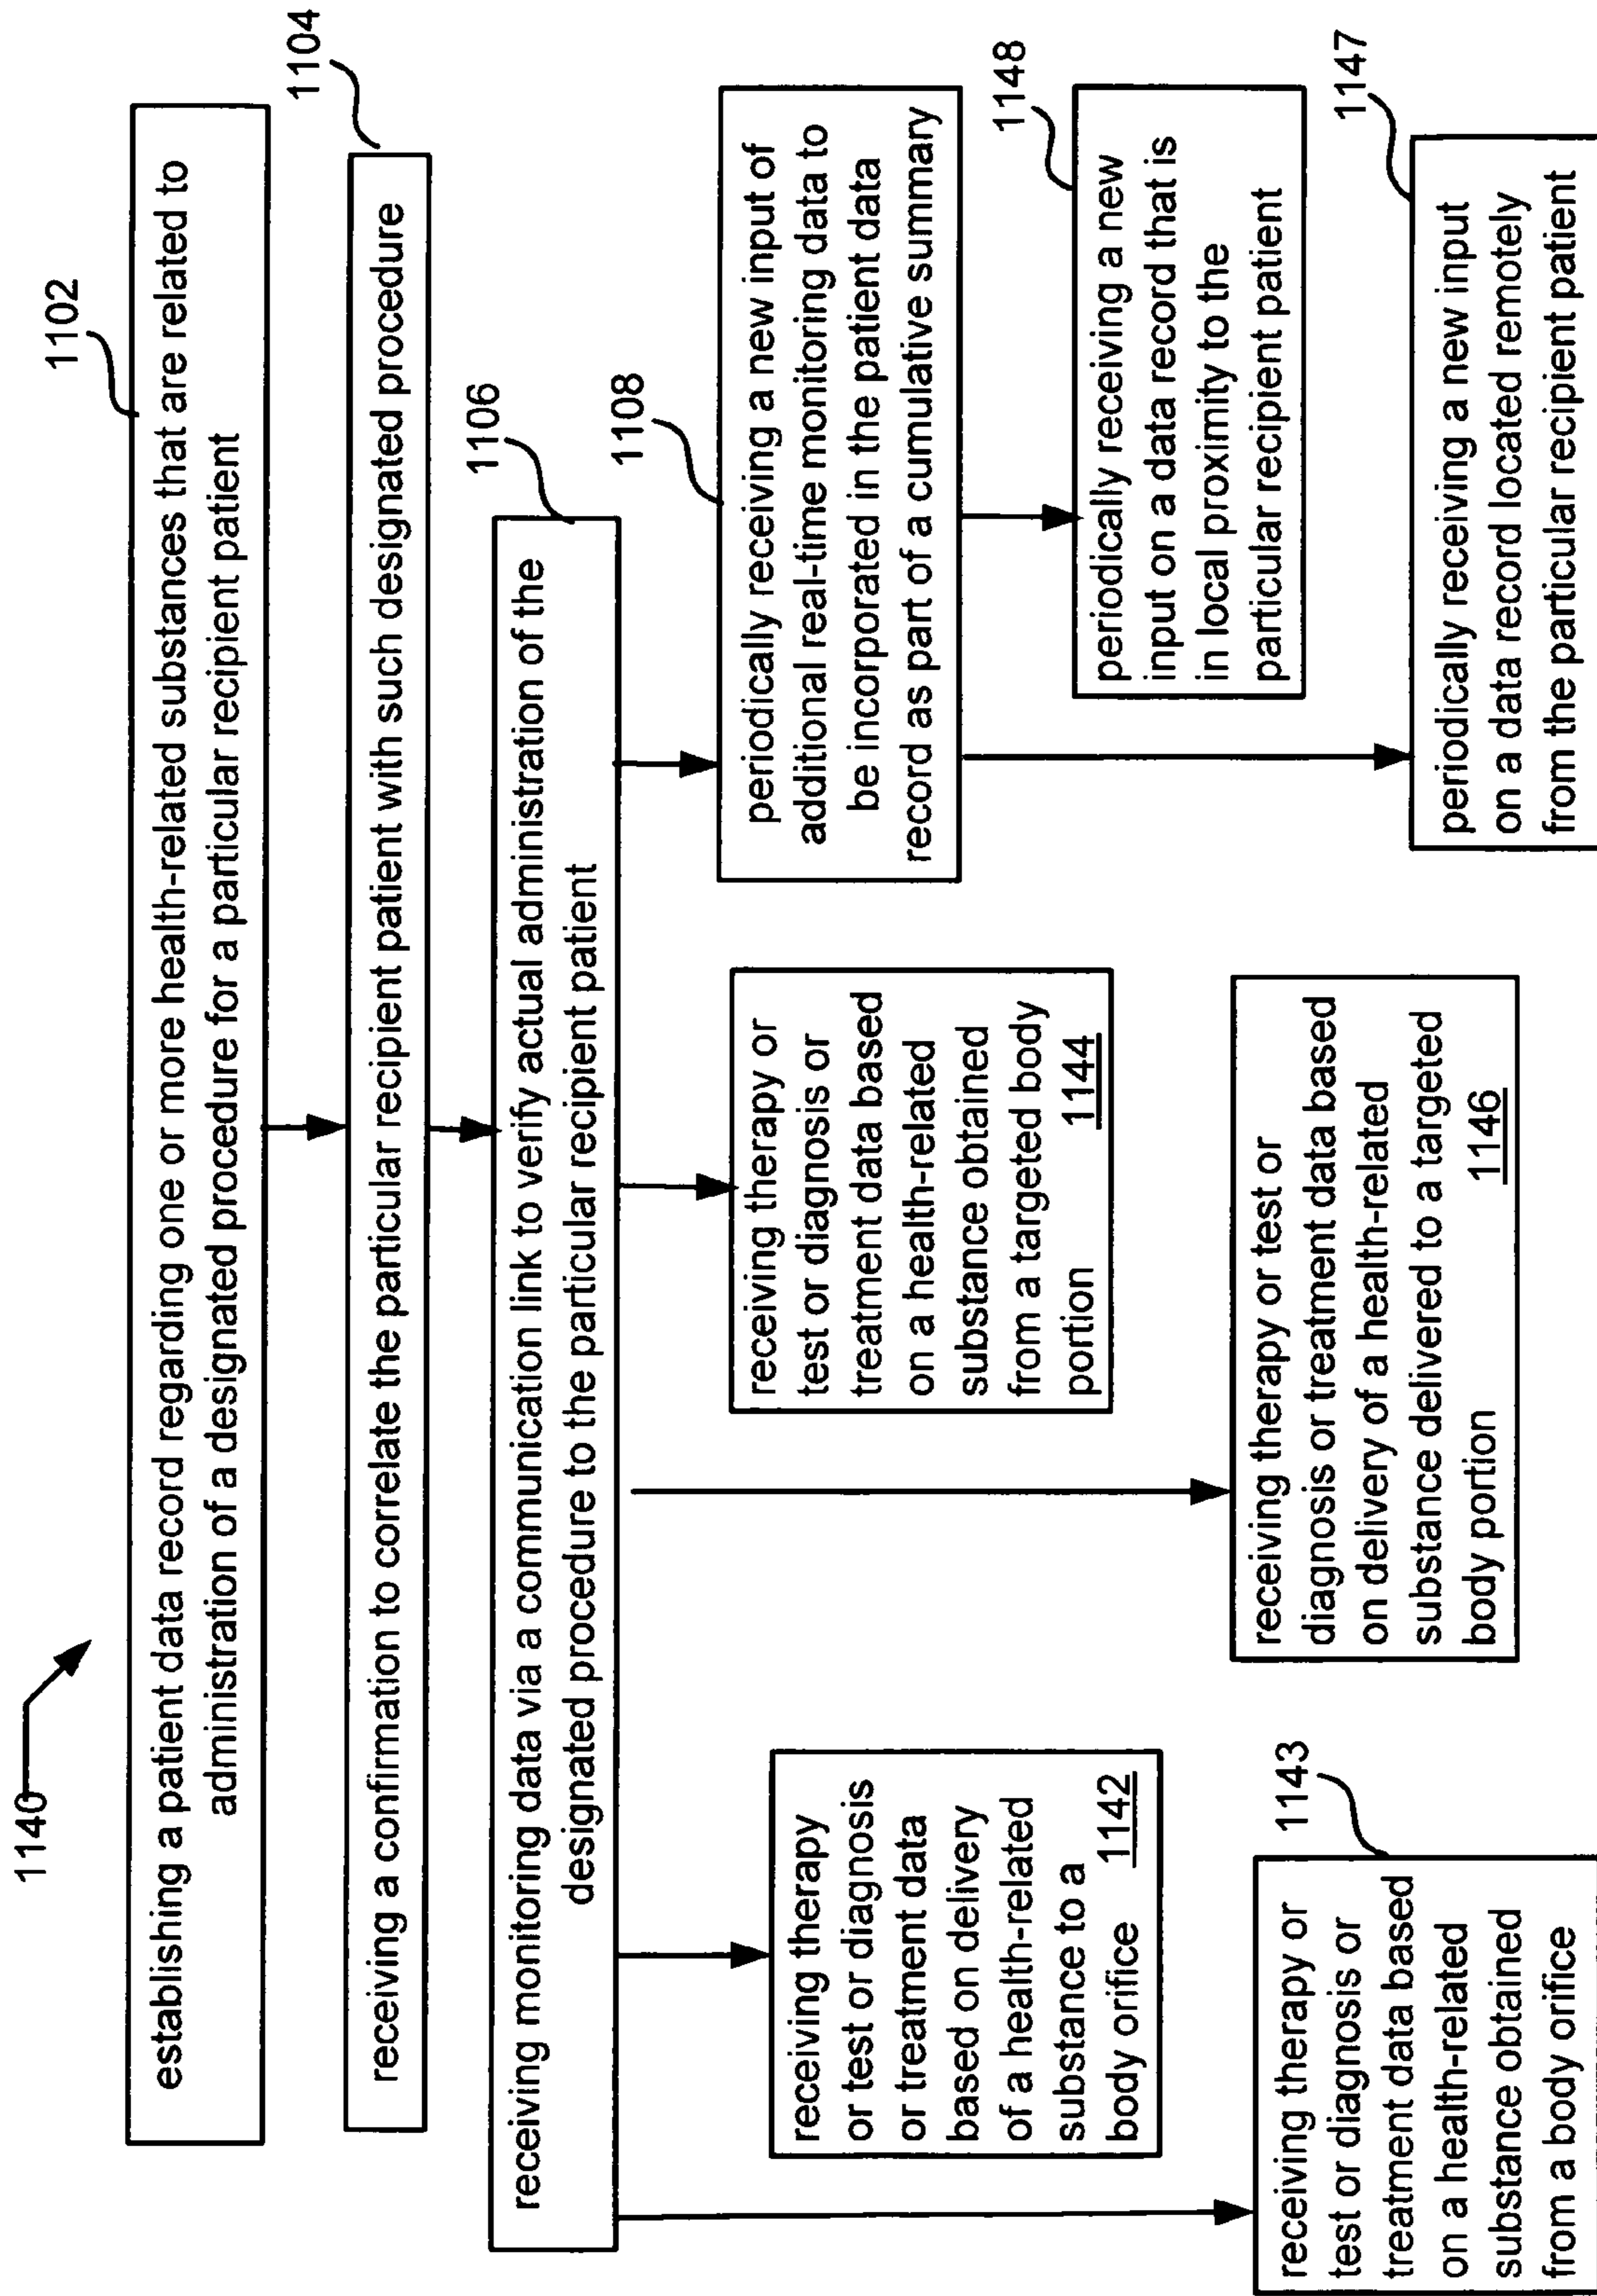 1140
1102
establishing a patient data record regarding one or more health-related substances that are related to
administration of a designated procedure for a particular recipient patient
1104
receiving a confirmation to correlate the particular recipient patient with such designated procedure
1106
receiving monitoring data via a communication link to verify actual administration of the
designated procedure to the particular recipient patient
1108
periodically receiving a new input of
additional real-time monitoring data to
be incorporated in the patient data
record as part of a cumulative summary
receiving therapy
or test or diagnosis
or treatment data
based on delivery
of a health-related
substance to a
body orifice 1142
receiving therapy or
test or diagnosis or
treatment data based
on a health-related
substance obtained
from a targeted body
portion 1144
1148
periodically receiving a new
input on a data record that is
in local proximity to the
particular recipient patient
1143
receiving therapy or
test or diagnosis or
treatment data based
on a health-related
substance obtained
from a body orifice
receiving therapy or test or
diagnosis or treatment data based
on delivery of a health-related
substance delivered to a targeted
body portion 1146
1147
periodically receiving a new input
on a data record located remotely
from the particular recipient patient